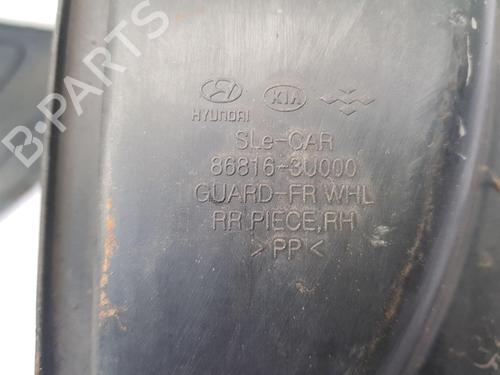 HYUNDAI KIA
SLe-CAR
86816-3U000
GUARD-FR WHL
RR PIECE,RH
>PP<
B-PARTS